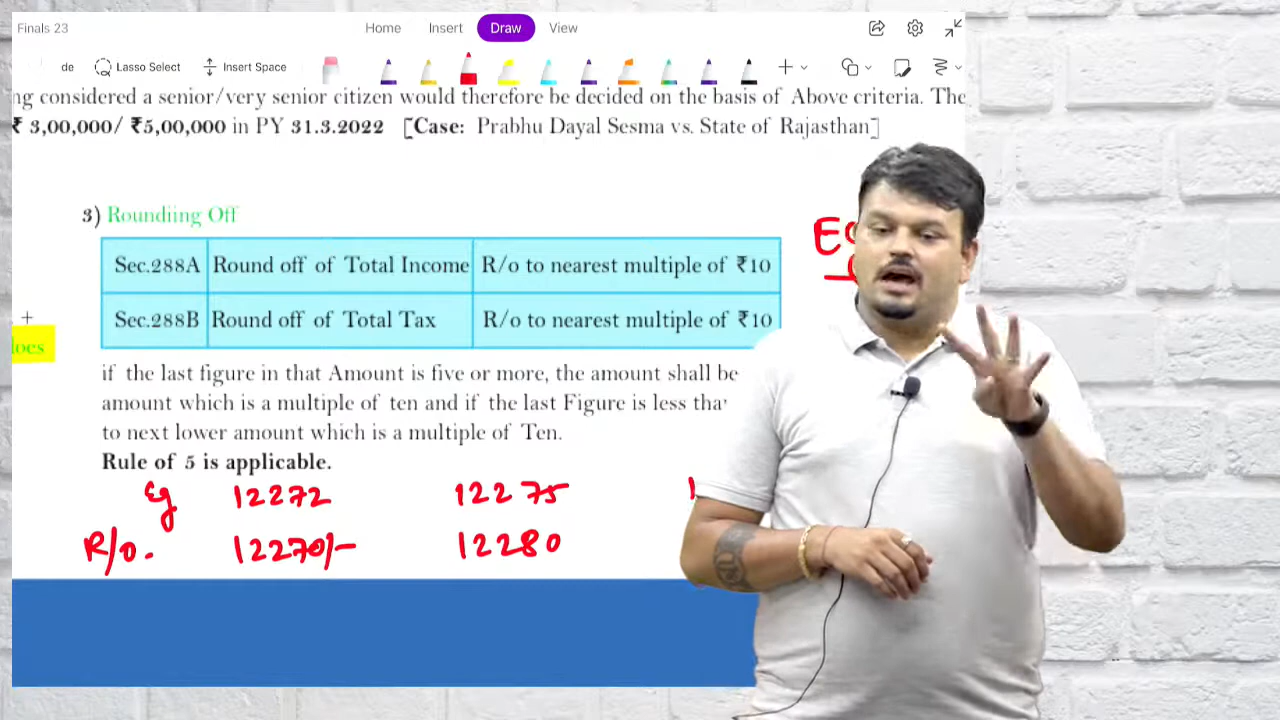 Finals 23
Home Insert Draw View
de Lasso Select Insert Space
ng considered a senior/very senior citizen would therefore be decided on the basis of Above criteria. The
₹ 3,00,000/ ₹5,00,000 in PY 31.3.2022 [Case: Prabhu Dayal Sesma vs. State of Rajasthan]
3) Roundiing Off
Sec.288A Round off of Total Income R/o to nearest multiple of ₹10
Sec.288B Round off of Total Tax R/o to nearest multiple of ₹10
loes
if the last figure in that Amount is five or more, the amount shall be
amount which is a multiple of ten and if the last Figure is less tha
to next lower amount which is a multiple of Ten.
Rule of 5 is applicable.
Eg 12272 12275
R/o. 12270/- 12280